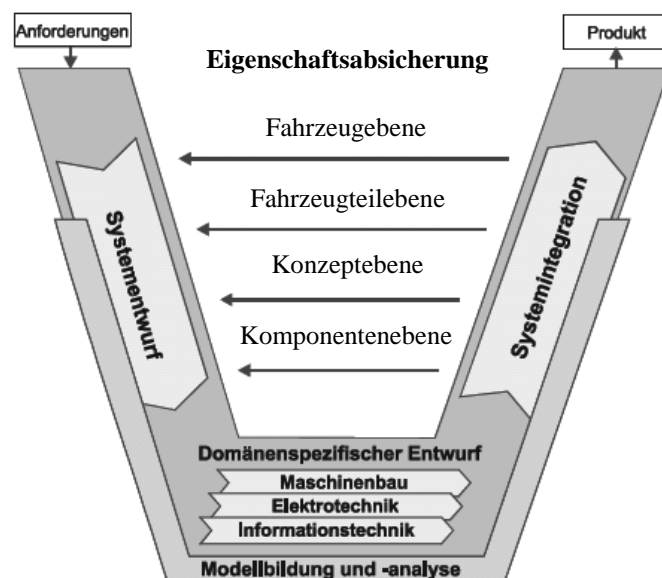 Anforderungen
Produkt
Eigenschaftsabsicherung
Fahrzeugebene
Fahrzeugteilebene
Konzeptebene
Komponentenebene
Systementwurf
Systemintegration
Domänenspezifischer Entwurf
Maschinenbau
Elektrotechnik
Informationstechnik
Modellbildung und -analyse